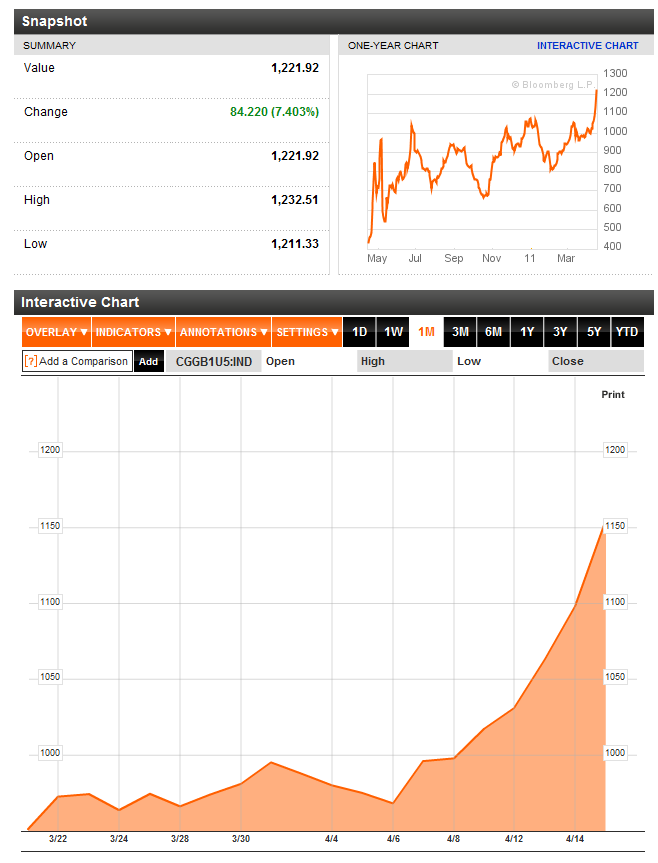 Snapshot
SUMMARY
Value 1,221.92
Change 84.220 (7.403%)
Open 1,221.92
High 1,232.51
Low 1,211.33
ONE-YEAR CHART INTERACTIVE CHART
© Bloomberg L.P.
1300
1200
1100
1000
900
800
700
600
500
400
May Jul Sep Nov 11 Mar
Interactive Chart
OVERLAY ▼ INDICATORS ▼ ANNOTATIONS ▼ SETTINGS ▼ 1D 1W 1M 3M 6M 1Y 3Y 5Y YTD
[?] Add a Comparison Add CGGB1U5:IND Open High Low Close
Print
1200 1200
1150 1150
1100 1100
1050 1050
1000 1000
3/22 3/24 3/28 3/30 4/4 4/6 4/8 4/12 4/14